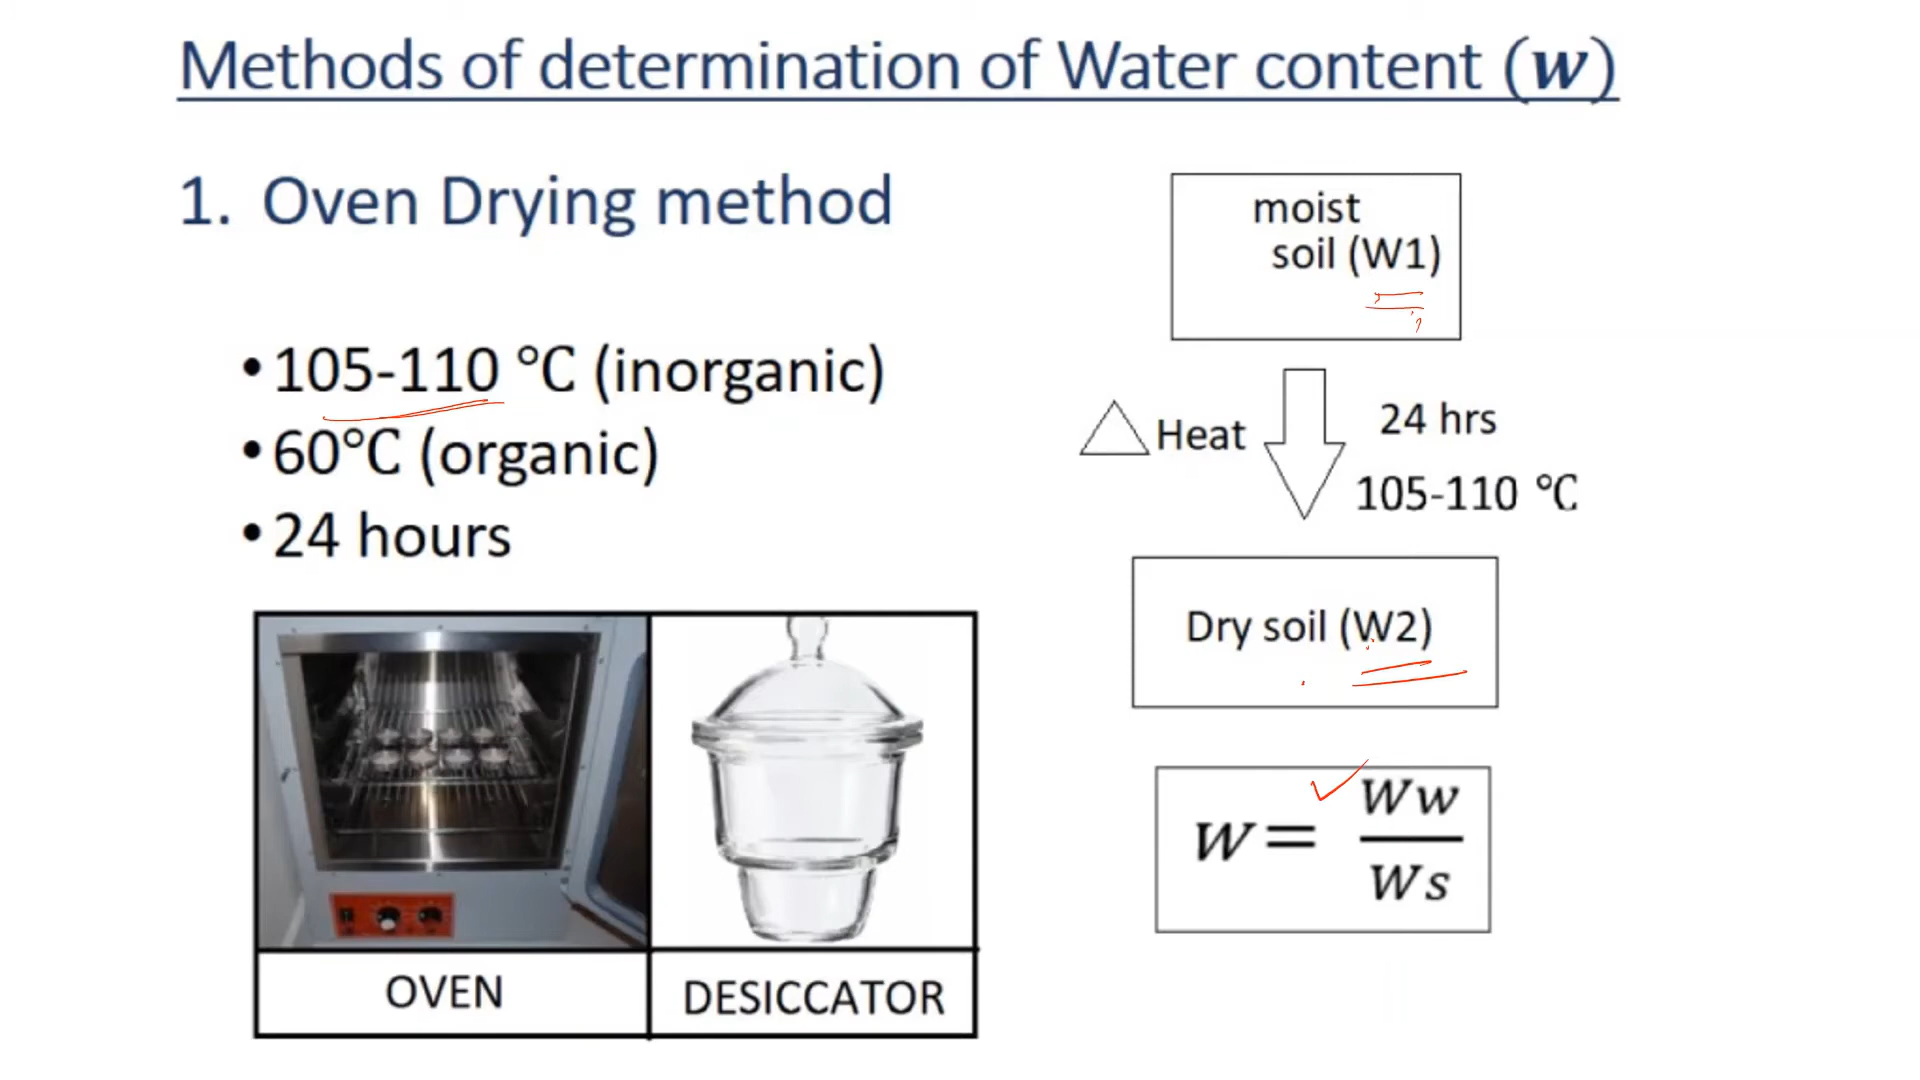 Methods of determination of Water content (w)
1. Oven Drying method
•105-110 °C (inorganic)
•60°C (organic)
•24 hours
OVEN
DESICCATOR
moist
soil (W1)
Heat
24 hrs
105-110 °C
Dry soil (W2)
w= Ww
Ws